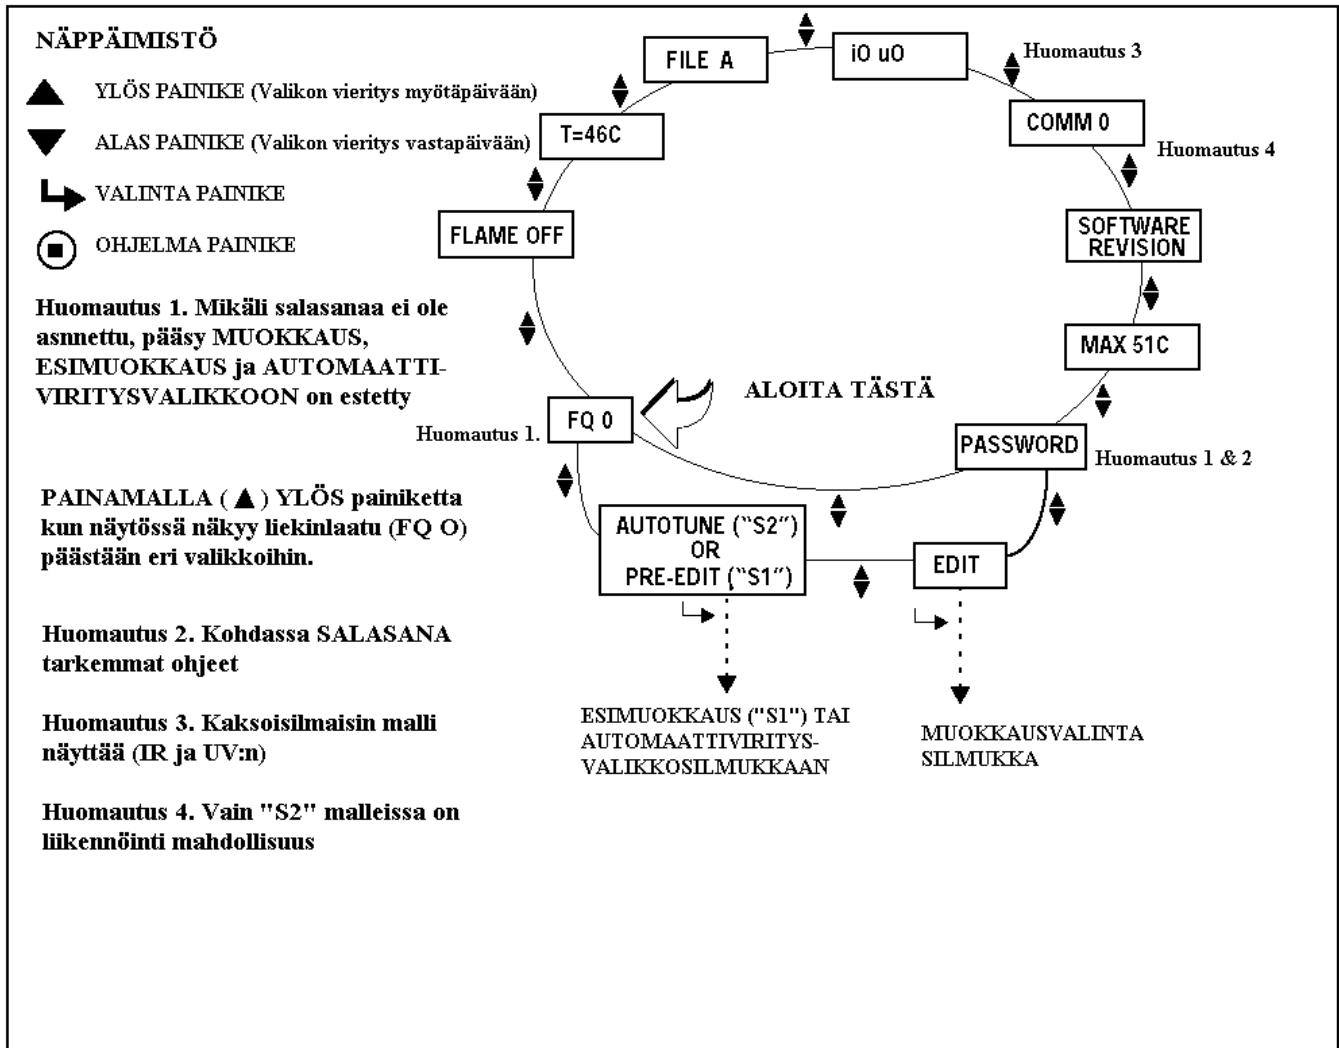 NÄPPÄIMISTÖ
YLÖS PAINIKE (Valikon vieritys myötäpäivään)
ALAS PAINIKE (Valikon vieritys vastapäivään)
VALINTA PAINIKE
OHJELMA PAINIKE
Huomautus 1. Mikäli salasanaa ei ole
asnnettu, pääsy MUOKKAUS,
ESIMUOKKAUS ja AUTOMAATTI-
VIRITYSVALIKKOON on estetty
PAINAMALLA ( ▲ ) YLÖS painiketta
kun näytössä näkyy liekinlaatu (FQ O)
päästään eri valikkoihin.
Huomautus 2. Kohdassa SALASANA
tarkemmat ohjeet
Huomautus 3. Kaksoisilmaisin malli
näyttää (IR ja UV:n)
Huomautus 4. Vain "S2" malleissa on
liikennöinti mahdollisuus
FILE A
iO uO
Huomautus 3
T=46C
COMM 0
Huomautus 4
FLAME OFF
SOFTWARE
REVISION
MAX 51C
ALOITA TÄSTÄ
FQ 0
Huomautus 1.
PASSWORD
Huomautus 1 & 2
AUTOTUNE ("S2")
OR
PRE-EDIT ("S1")
EDIT
ESIMUOKKAUS ("S1") TAI
AUTOMAATTIVIRITYS-
VALIKKOSILMUKKAAN
MUOKKAUSVALINTA
SILMUKKA